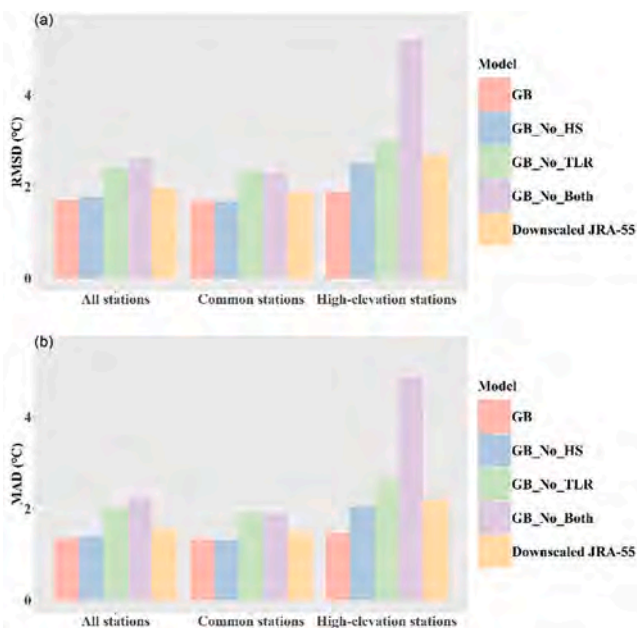 (a)
RMSD (°C)
4
2
0
All stations Common stations High-elevation stations
Model
GB
GB_No_HS
GB_No_TLR
GB_No_Both
Downscaled JRA-55
(b)
MAD (°C)
4
2
0
All stations Common stations High-elevation stations
Model
GB
GB_No_HS
GB_No_TLR
GB_No_Both
Downscaled JRA-55